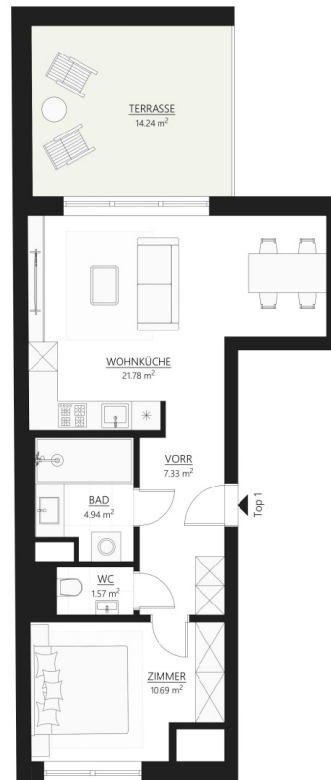 TERRASSE
14.24 m²
WOHNKÜCHE
21.78 m²
VORR
7.33 m²
Top 1
BAD
4.94 m²
WC
1.57 m²
ZIMMER
10.69 m²